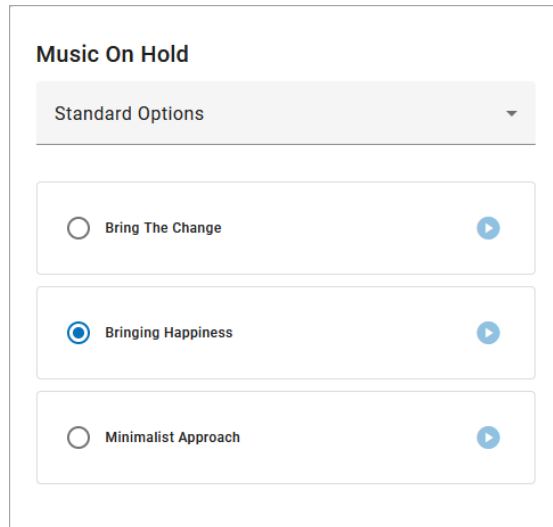 Music On Hold
Standard Options
Bring The Change
Bringing Happiness
Minimalist Approach